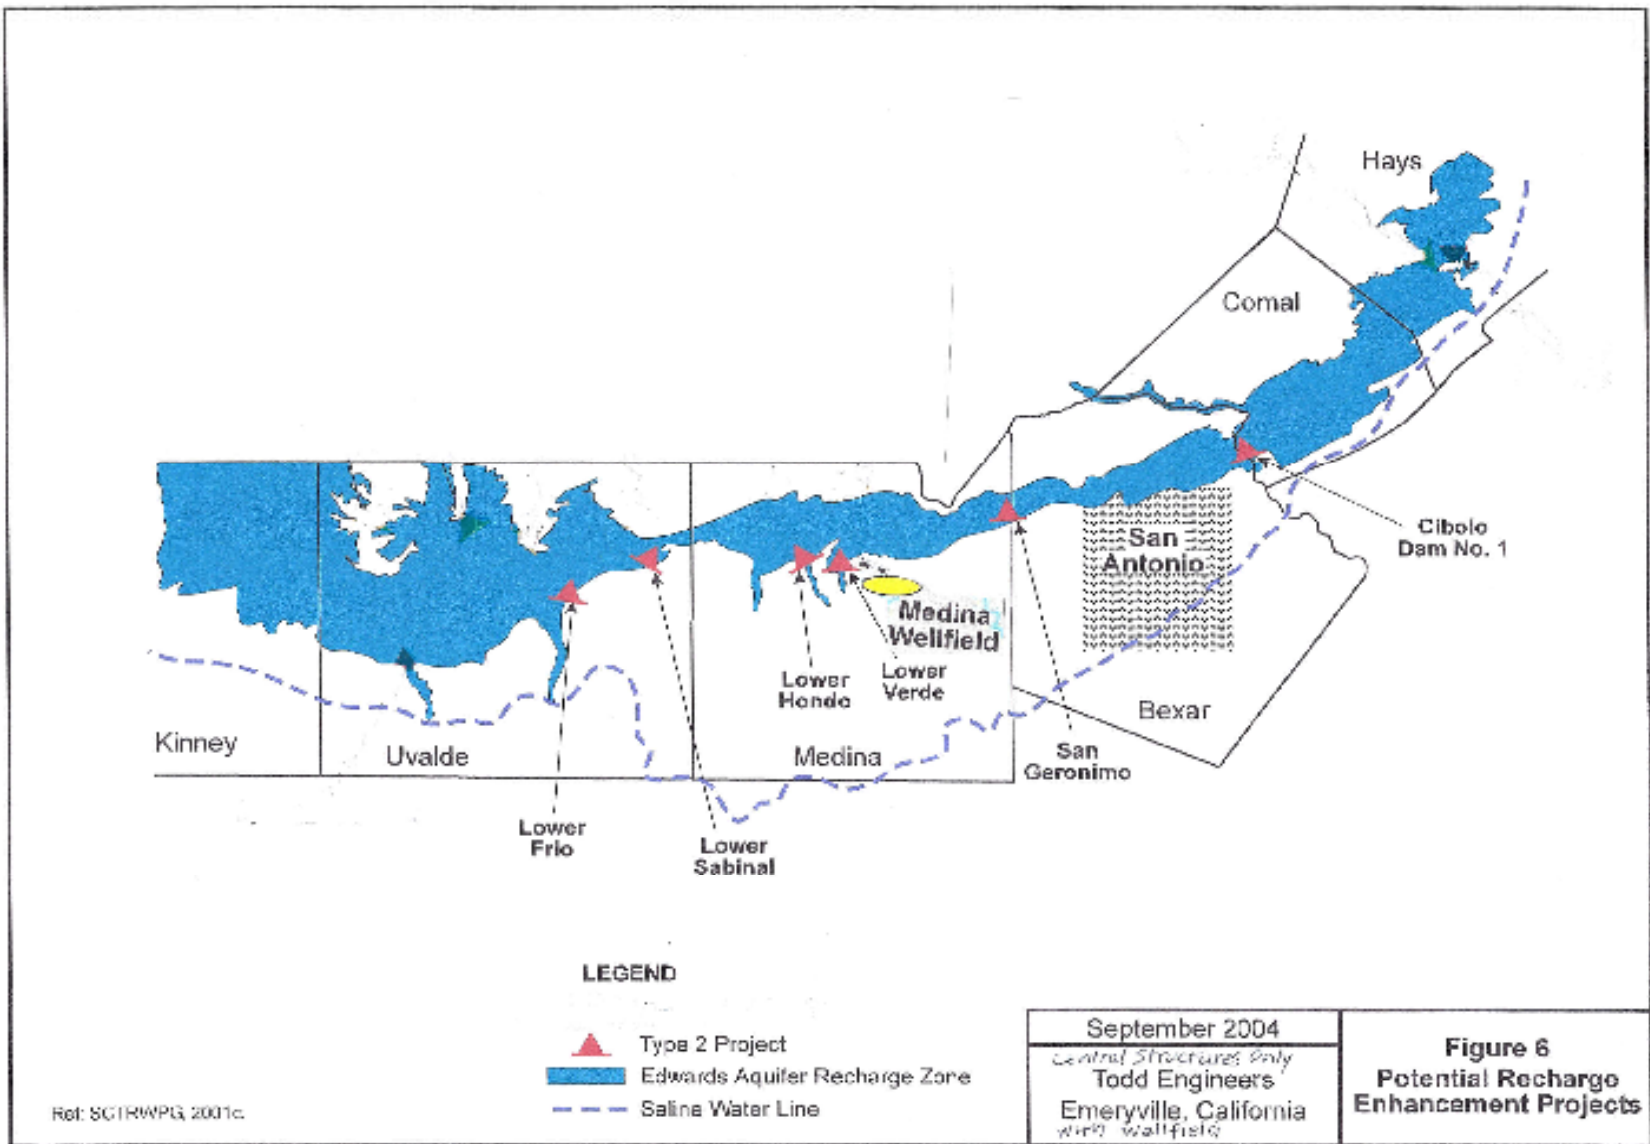 Hays
Comal
San
Antonio
Cibolo
Dam No. 1
Medina
Wellfield
Lower
Hondo
Lower
Verde
Bexar
Kinney
Uvalde
Medina
San
Geronimo
Lower
Frio
Lower
Sabinal
LEGEND
Type 2 Project
Edwards Aquifer Recharge Zone
Saline Water Line
Ref: SCTRWPG, 2001c.
September 2004
Central Structures Only
Todd Engineers
Emeryville, California
with wellfield
Figure 6
Potential Recharge
Enhancement Projects